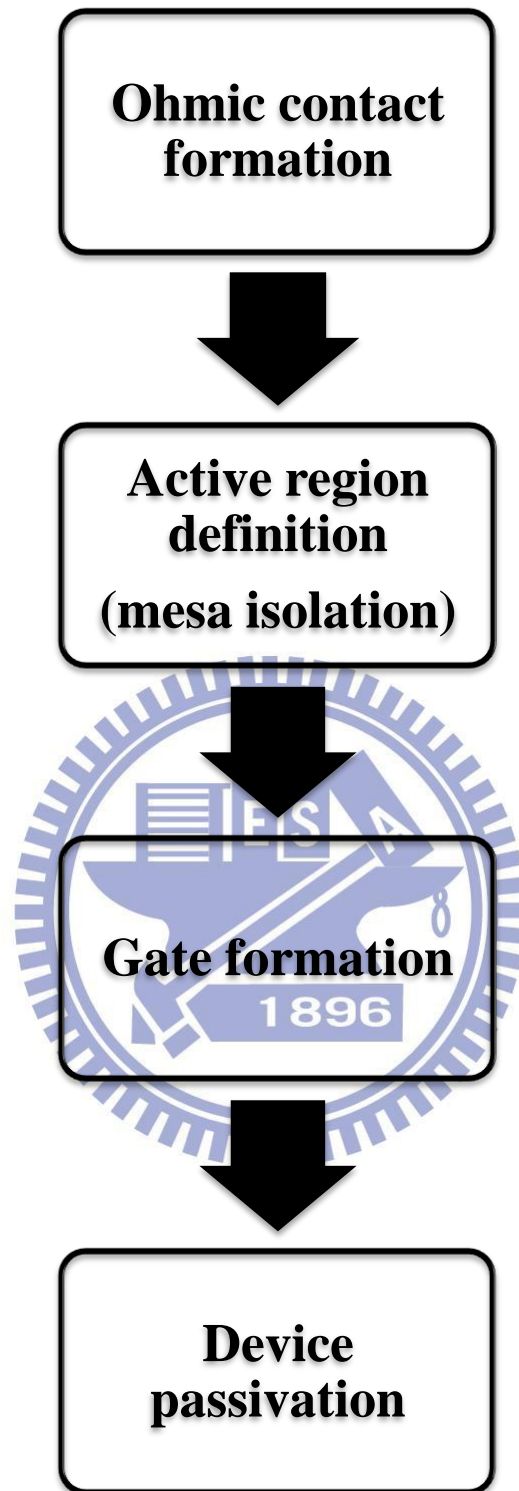 Ohmic contact
formation
Active region
definition
(mesa isolation)
E S A
Gate formation
1896
Device
passivation